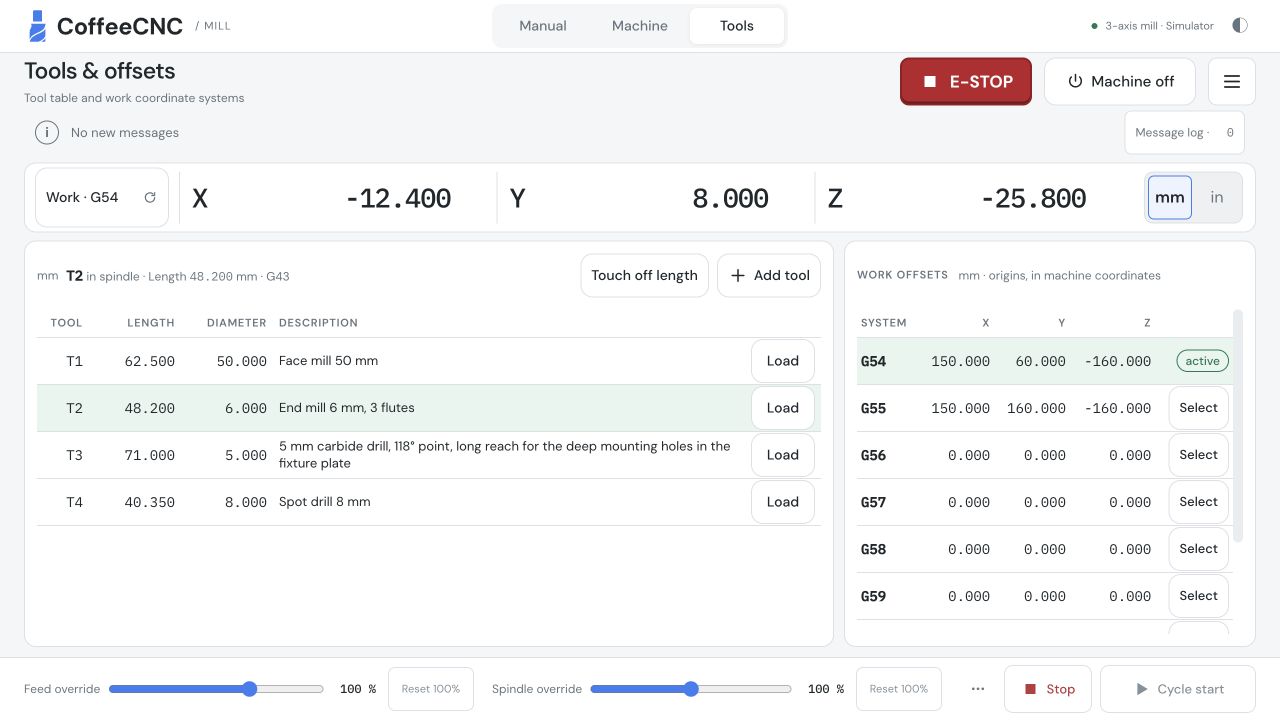 CoffeeCNC / MILL
Manual Machine Tools
3-axis mill · Simulator
Tools & offsets
Tool table and work coordinate systems
E-STOP
Machine off
No new messages
Message log · 0
Work · G54
X -12.400
Y 8.000
Z -25.800
mm in
mm T2 in spindle · Length 48.200 mm · G43
Touch off length
Add tool
TOOL LENGTH DIAMETER DESCRIPTION
T1 62.500 50.000 Face mill 50 mm Load
T2 48.200 6.000 End mill 6 mm, 3 flutes Load
T3 71.000 5.000 5 mm carbide drill, 118° point, long reach for the deep mounting holes in the
fixture plate Load
T4 40.350 8.000 Spot drill 8 mm Load
WORK OFFSETS mm · origins, in machine coordinates
SYSTEM X Y Z
G54 150.000 60.000 -160.000 active
G55 150.000 160.000 -160.000 Select
G56 0.000 0.000 0.000 Select
G57 0.000 0.000 0.000 Select
G58 0.000 0.000 0.000 Select
G59 0.000 0.000 0.000 Select
Feed override 100 % Reset 100%
Spindle override 100 % Reset 100%
Stop
Cycle start